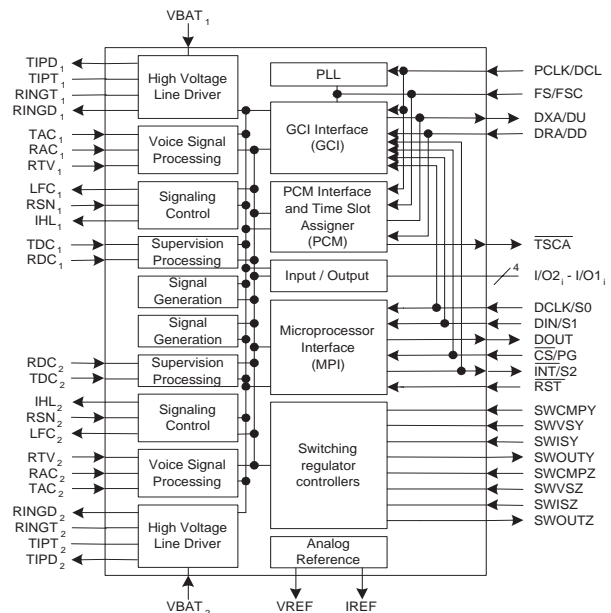 VBAT1
TIPD1
TIPT1
RINGT1
RINGD1
TAC1
RAC1
RTV1
LFC1
RSN1
IHL1
TDC1
RDC1
RDC2
TDC2
IHL2
RSN2
LFC2
RTV2
RAC2
TAC2
RINGD2
RINGT2
TIPT2
TIPD2
VBAT2
High Voltage
Line Driver
Voice Signal
Processing
Signaling
Control
Supervision
Processing
Signal
Generation
Signal
Generation
Supervision
Processing
Signaling
Control
Voice Signal
Processing
High Voltage
Line Driver
PLL
GCI Interface
(GCI)
PCM Interface
and Time Slot
Assigner
(PCM)
Input / Output
Microprocessor
Interface
(MPI)
Switching
regulator
controllers
Analog
Reference
VREF
IREF
PCLK/DCL
FS/FSC
DXA/DU
DRA/DD
TSCA
4
I/O2i - I/O1i
DCLK/S0
DIN/S1
DOUT
CS/PG
INT/S2
RST
SWCMPY
SWVSY
SWISY
SWOUTY
SWCMPZ
SWVSZ
SWISZ
SWOUTZ